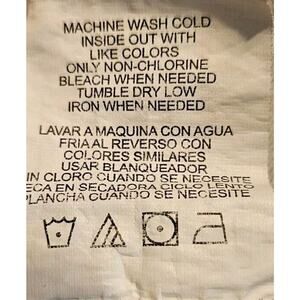 MACHINE WASH COLD
INSIDE OUT WITH
LIKE COLORS
ONLY NON-CHLORINE
BLEACH WHEN NEEDED
TUMBLE DRY LOW
IRON WHEN NEEDED
LAVAR A MAQUINA CON AGUA
FRIA AL REVERSO CON
COLORES SIMILARES
USAR BLANQUEADOR
IN CLORO CUANDO SE NECESITE
ECA EN SECADORA CICLO LENTO
PLANCHA CUANDO SE NECESITE